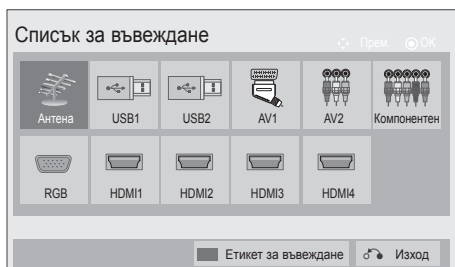 Списък за въвеждане
Прем. OK
Антена USB1 USB2 AV1 AV2 Компонентен
RGB HDMI1 HDMI2 HDMI3 HDMI4
Етикет за въвеждане Изход